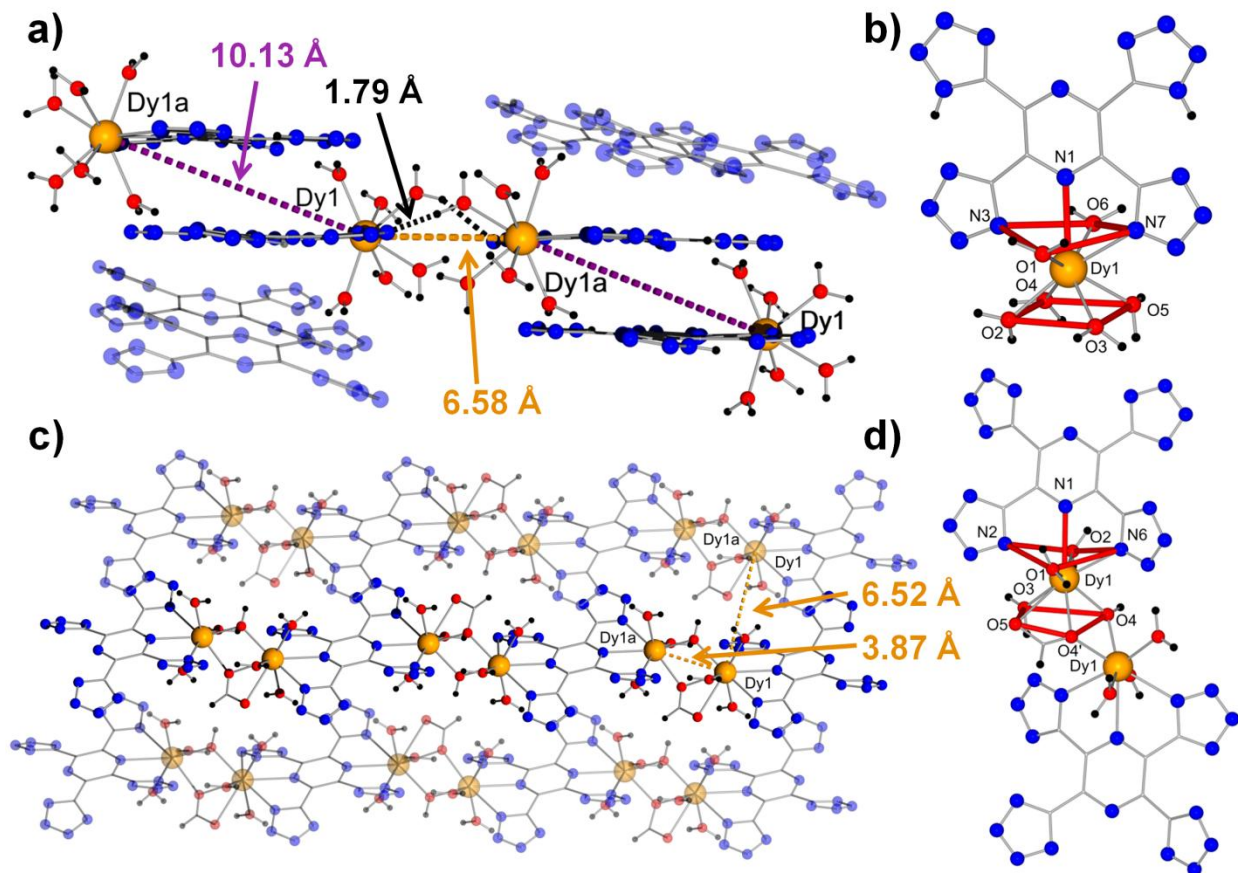 a)
10.13 Å
1.79 Å
Dy1a
Dy1
Dy1a
Dy1
6.58 Å
b)
N1
N3
O6
N7
O1
Dy1
O4
O5
O2
O3
c)
Dy1a
Dy1
6.52 Å
Dy1a
3.87 Å
Dy1
d)
N1
N2
O2
N6
O1
Dy1
O3
O4
O5
O4'
Dy1